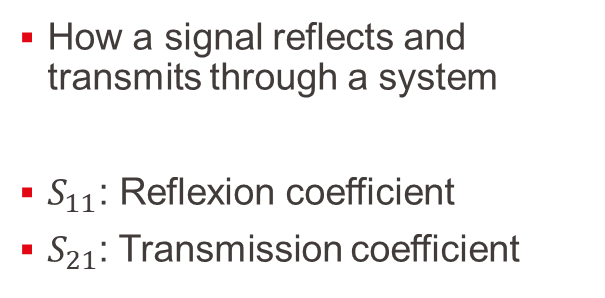 ▪ How a signal reflects and
transmits through a system
▪ S₁₁: Reflexion coefficient
▪ S₂₁: Transmission coefficient